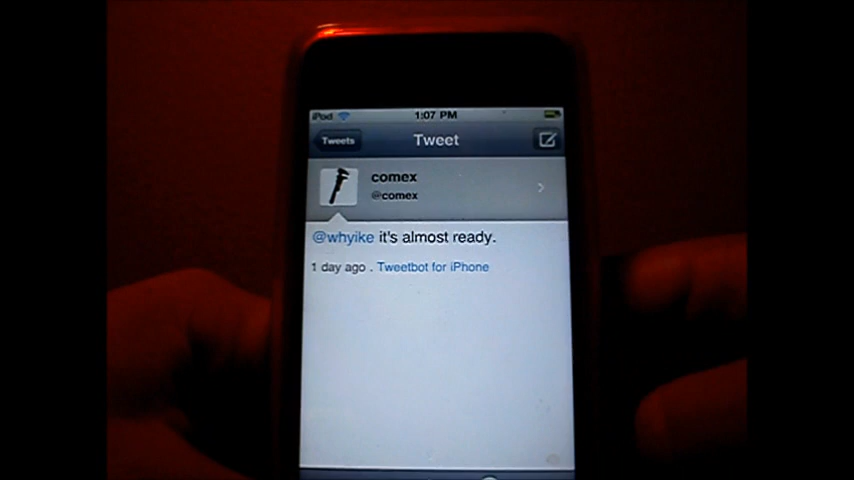 iPod 1:07 PM
Tweets Tweet
comex
@comex
@whyike it's almost ready.
1 day ago . Tweetbot for iPhone